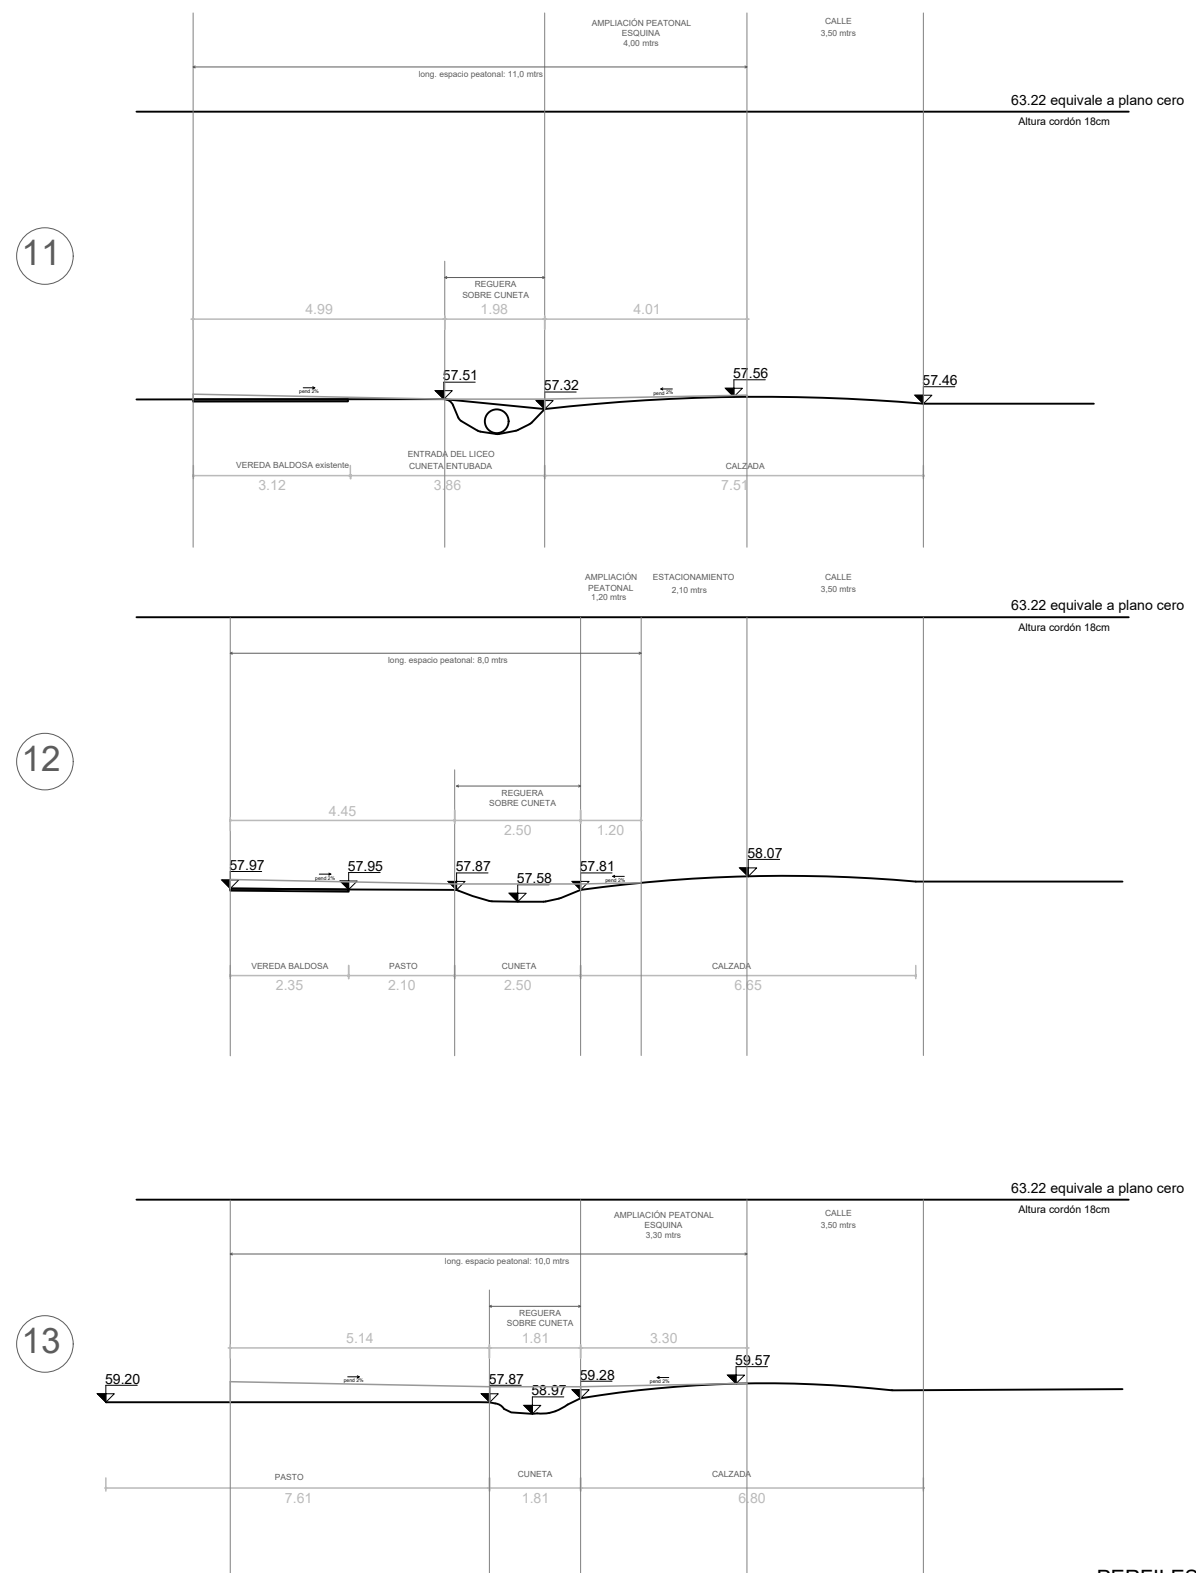 AMPLIACIÓN PEATONAL
ESQUINA
4,00 mtrs
CALLE
3,50 mtrs
long. espacio peatonal: 11,0 mtrs
63.22 equivale a plano cero
Altura cordón 18cm
11
REGUERA
SOBRE CUNETA
4.99
1.98
4.01
pend 2%
57.51
57.32
pend 2%
57.56
57.46
VEREDA BALDOSA existente
ENTRADA DEL LICEO
CUNETA ENTUBADA
CALZADA
3.12
3.86
7.51
AMPLIACIÓN
PEATONAL
1,20 mtrs
ESTACIONAMIENTO
2,10 mtrs
CALLE
3,50 mtrs
63.22 equivale a plano cero
Altura cordón 18cm
long. espacio peatonal: 8,0 mtrs
12
REGUERA
SOBRE CUNETA
4.45
2.50
1.20
57.97
pend 2%
57.95
57.87
57.58
57.81
pend 2%
58.07
VEREDA BALDOSA
PASTO
CUNETA
CALZADA
2.35
2.10
2.50
6.65
63.22 equivale a plano cero
Altura cordón 18cm
AMPLIACIÓN PEATONAL
ESQUINA
3,30 mtrs
CALLE
3,50 mtrs
long. espacio peatonal: 10,0 mtrs
13
REGUERA
SOBRE CUNETA
5.14
1.81
3.30
59.20
pend 2%
57.87
58.97
59.28
pend 2%
59.57
PASTO
CUNETA
CALZADA
7.61
1.81
6.80
PERFILES